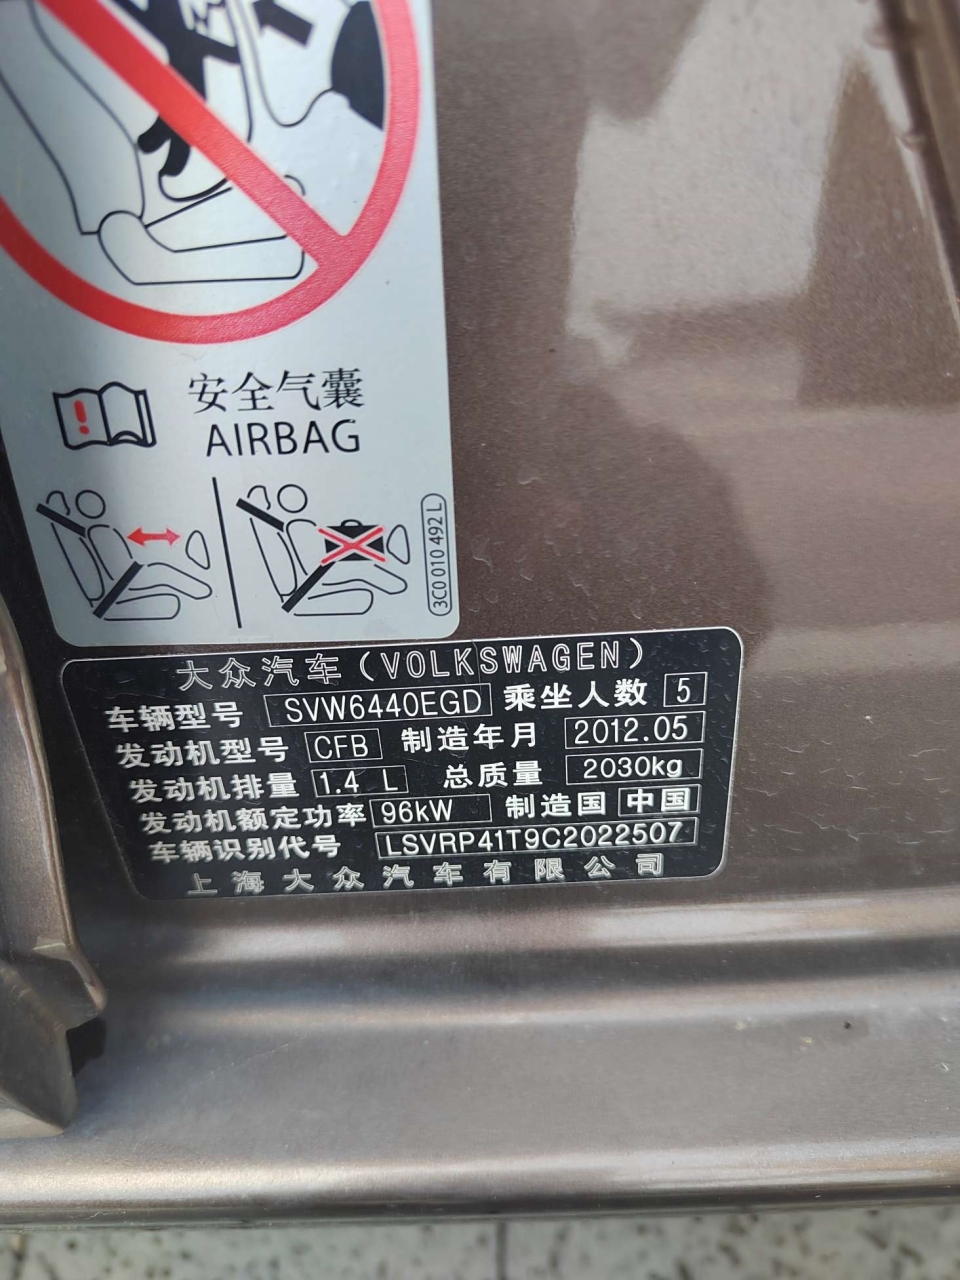 安全气囊
AIRBAG
3C0 010 492 L
大众汽车(VOLKSWAGEN)
车辆型号 SVW6440EGD 乘坐人数 5
发动机型号 CFB 制造年月 2012.05
发动机排量 1.4 L 总质量 2030kg
发动机额定功率 96kW 制造国 中国
车辆识别代号 LSVRP41T9C2022507
上海大众汽车有限公司